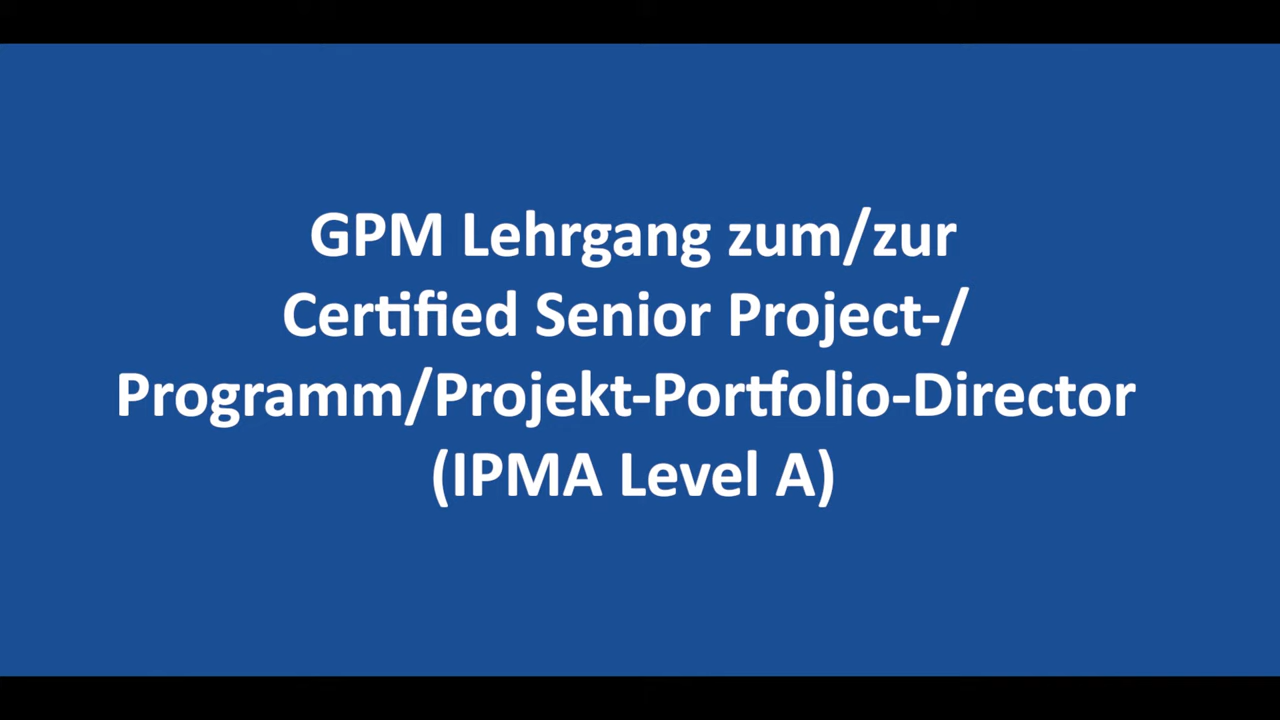 GPM Lehrgang zum/zur
Certified Senior Project-/
Programm/Projekt-Portfolio-Director
(IPMA Level A)